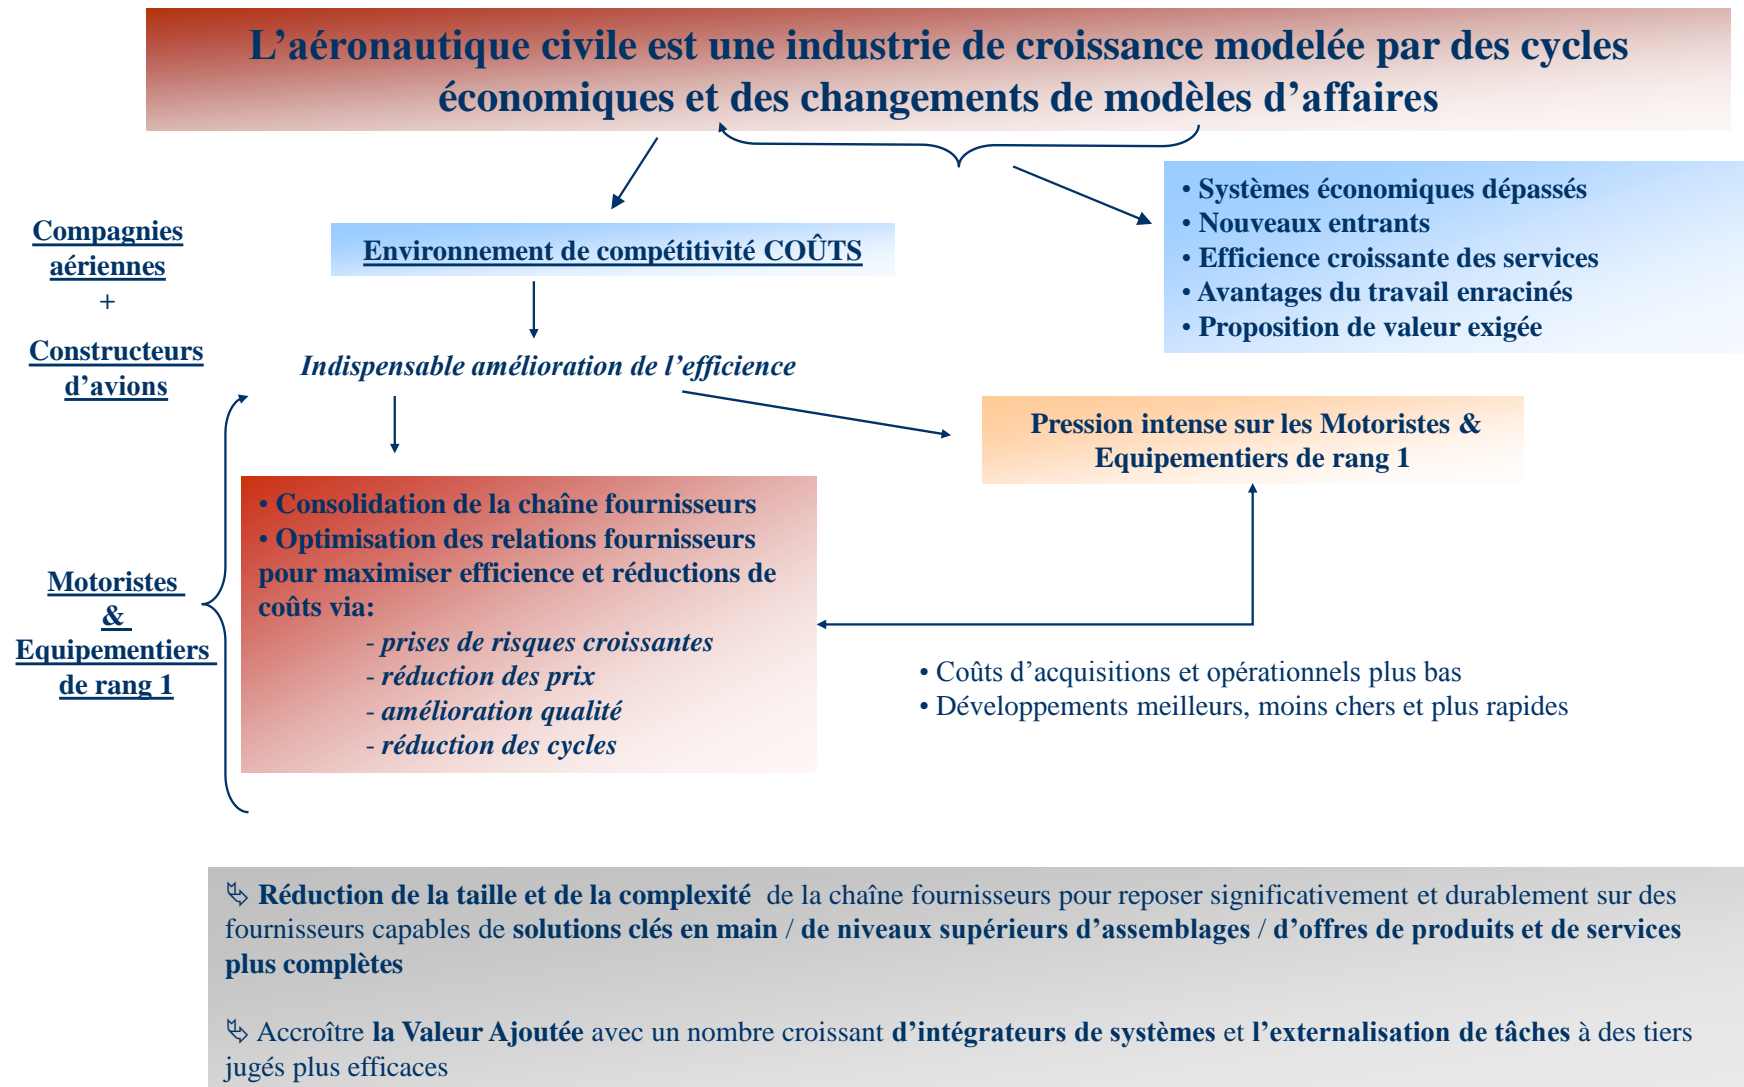 L’aéronautique civile est une industrie de croissance modelée par des cycles
économiques et des changements de modèles d’affaires
• Systèmes économiques dépassés
• Nouveaux entrants
• Efficience croissante des services
• Avantages du travail enracinés
• Proposition de valeur exigée
Compagnies
aériennes
+
Constructeurs
d’avions
Environnement de compétitivité COÛTS
Indispensable amélioration de l’efficience
Pression intense sur les Motoristes &
Equipementiers de rang 1
Motoristes
&
Equipementiers
de rang 1
• Consolidation de la chaîne fournisseurs
• Optimisation des relations fournisseurs
pour maximiser efficience et réductions de
coûts via:
- prises de risques croissantes
- réduction des prix
- amélioration qualité
- réduction des cycles
• Coûts d’acquisitions et opérationnels plus bas
• Développements meilleurs, moins chers et plus rapides
↳ Réduction de la taille et de la complexité de la chaîne fournisseurs pour reposer significativement et durablement sur des
fournisseurs capables de solutions clés en main / de niveaux supérieurs d’assemblages / d’offres de produits et de services
plus complètes
↳ Accroître la Valeur Ajoutée avec un nombre croissant d’intégrateurs de systèmes et l’externalisation de tâches à des tiers
jugés plus efficaces